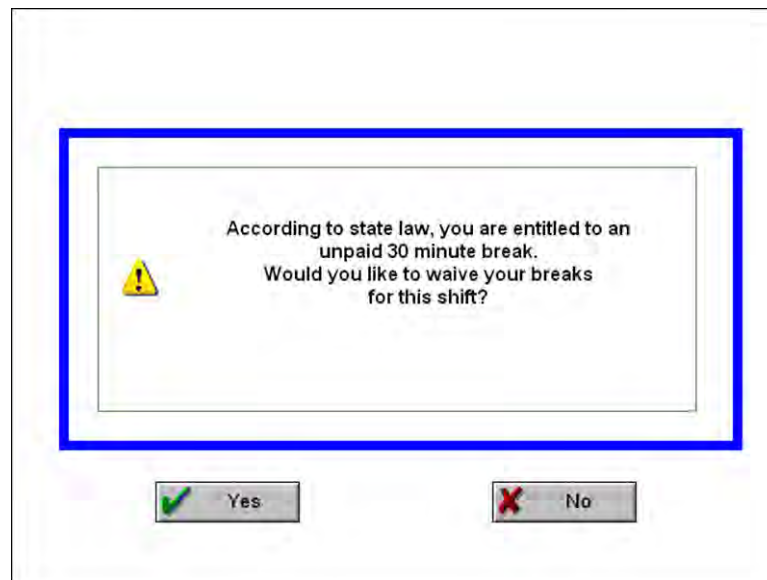 According to state law, you are entitled to an
unpaid 30 minute break.
Would you like to waive your breaks
for this shift?
Yes
No